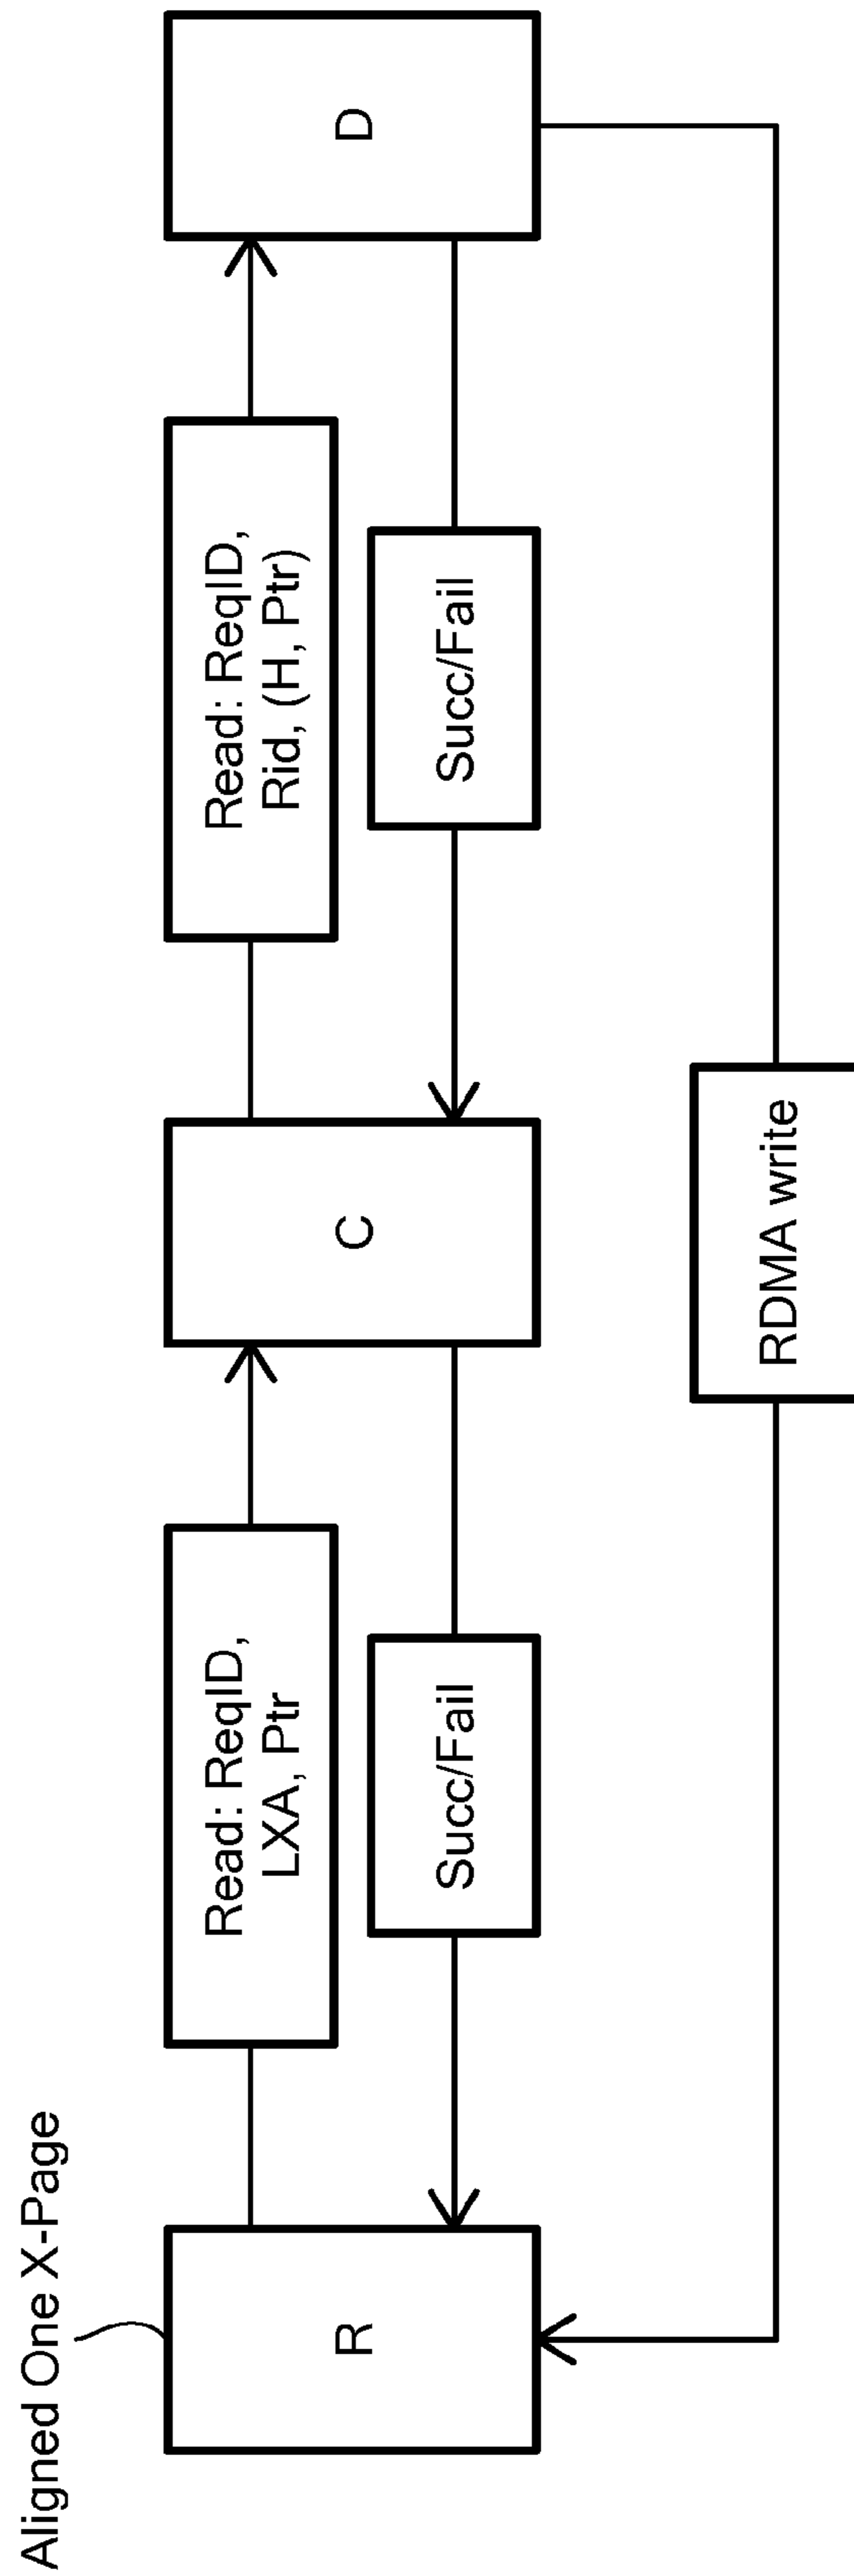 Aligned One X-Page
R
Read: ReqID,
LXA, Ptr
Succ/Fail
C
Read: ReqID,
Rid, (H, Ptr)
Succ/Fail
D
RDMA write